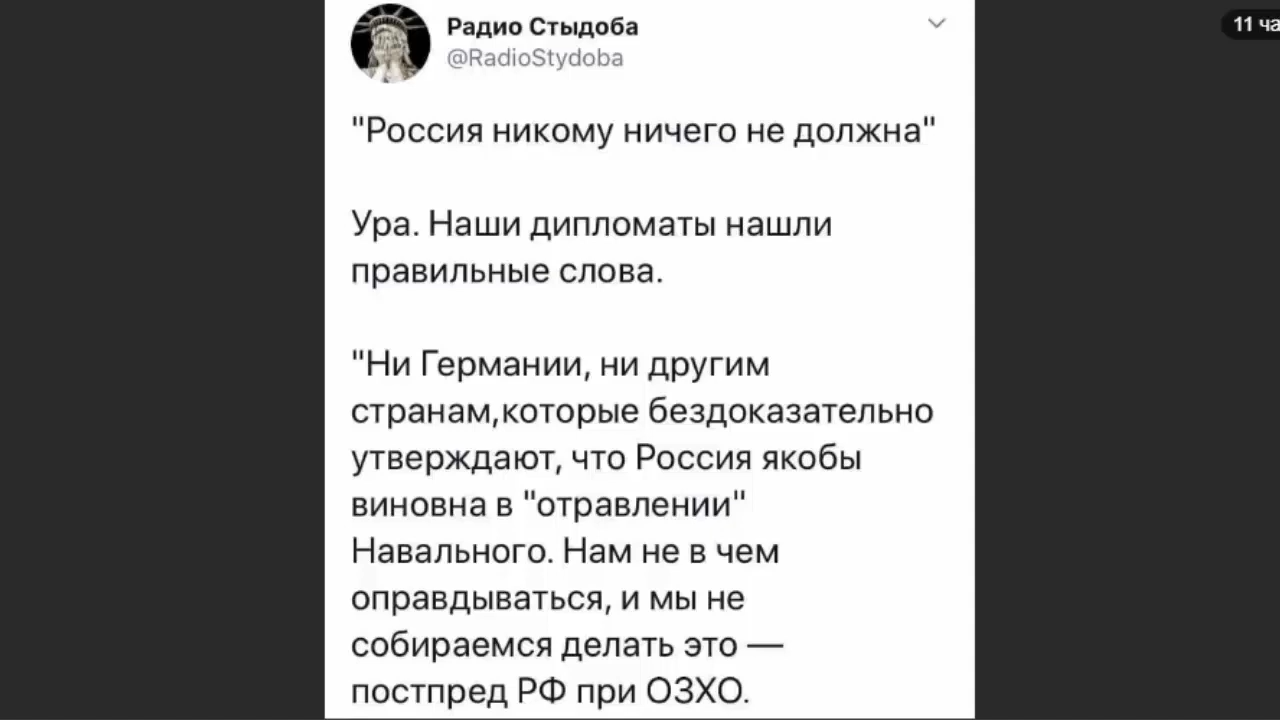 Радио Стыдоба
@RadioStydoba
11 ча
"Россия никому ничего не должна"
Ура. Наши дипломаты нашли
правильные слова.
"Ни Германии, ни другим
странам,которые бездоказательно
утверждают, что Россия якобы
виновна в "отравлении"
Навального. Нам не в чем
оправдываться, и мы не
собираемся делать это —
постпред РФ при ОЗХО.